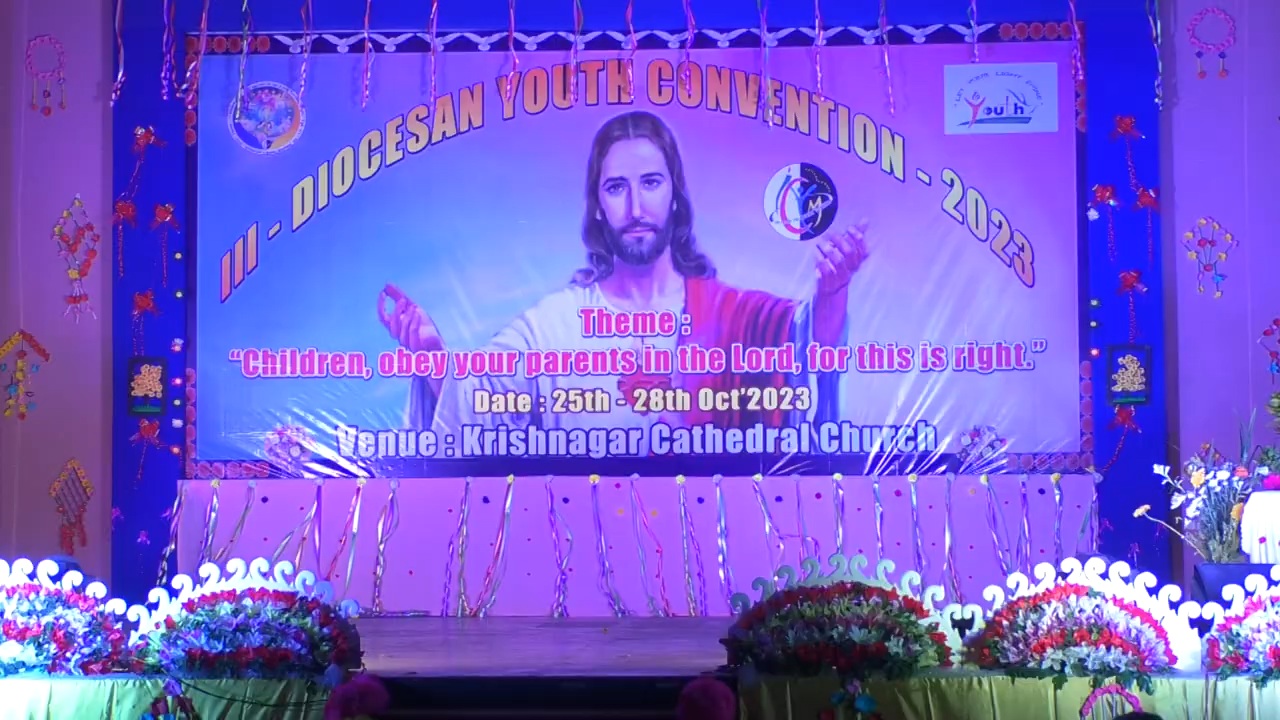 III - DIOCESAN YOUTH CONVENTION - 2023
Youth
Theme :
“Children, obey your parents in the Lord, for this is right.”
Date : 25th - 28th Oct'2023
Venue : Krishnagar Cathedral Church